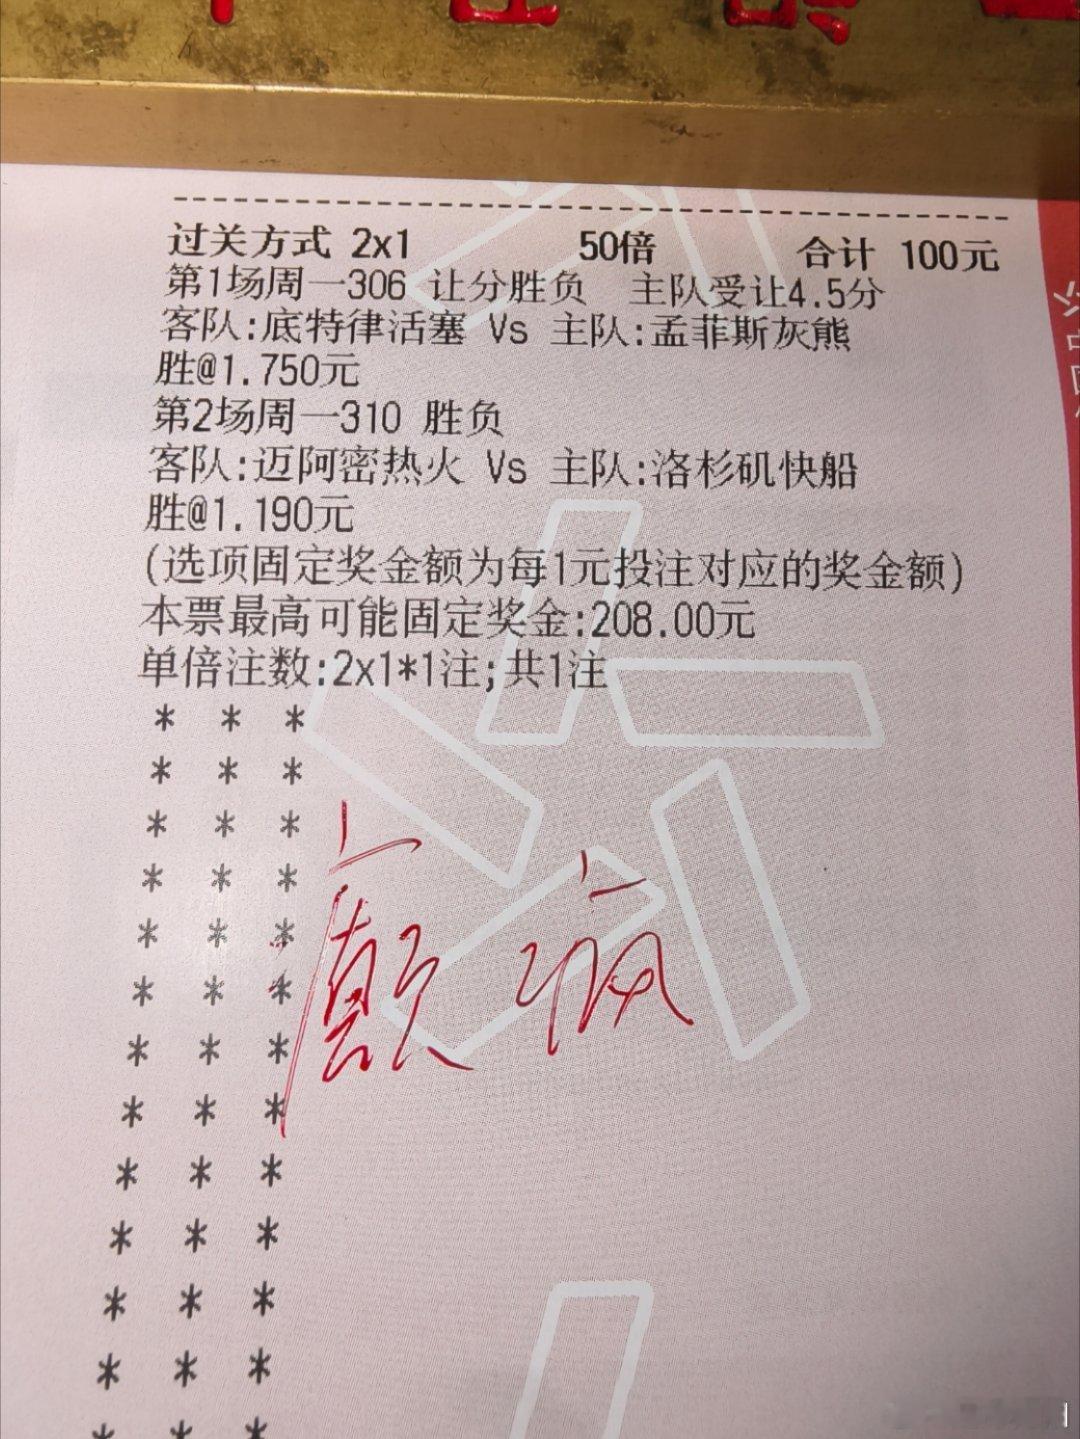 过关方式 2x1 50倍 合计 100元
第1场周一306 让分胜负 主队受让4.5分
客队:底特律活塞 Vs 主队:孟菲斯灰熊
胜@1.750元
第2场周一310 胜负
客队:迈阿密热火 Vs 主队:洛杉矶快船
胜@1.190元
(选项固定奖金额为每1元投注对应的奖金额)
本票最高可能固定奖金:208.00元
单倍注数:2x1*1注;共1注
* * *
* * *
* * *
* * *
* * *
* * *
* * *
* * *
* * *
* * *
* * *
* * *
* * *